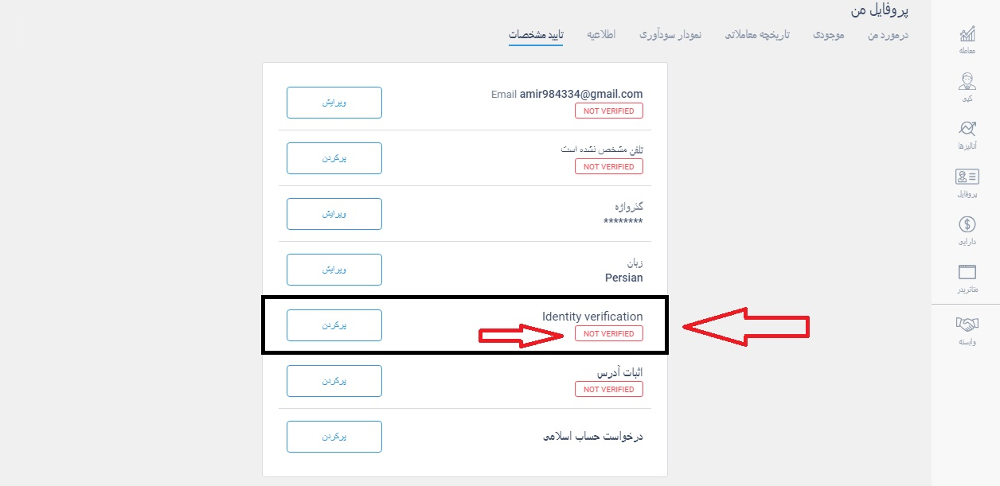 پروفایل من
درمورد من
موجودی
تاریخچه معاملاتی
نمودار سودآوری
اطلاعیه
تایید مشخصات
معامله
کپی
آنالیزها
پروفایل
دارایی
متاتریدر
وابسته
Email amir984334@gmail.com
NOT VERIFIED
ویرایش
تلفن مشخص نشده است
NOT VERIFIED
پرکردن
گذرواژه
********
ویرایش
زبان
Persian
ویرایش
Identity verification
NOT VERIFIED
پرکردن
اثبات آدرس
NOT VERIFIED
پرکردن
درخواست حساب اسلامی
پرکردن